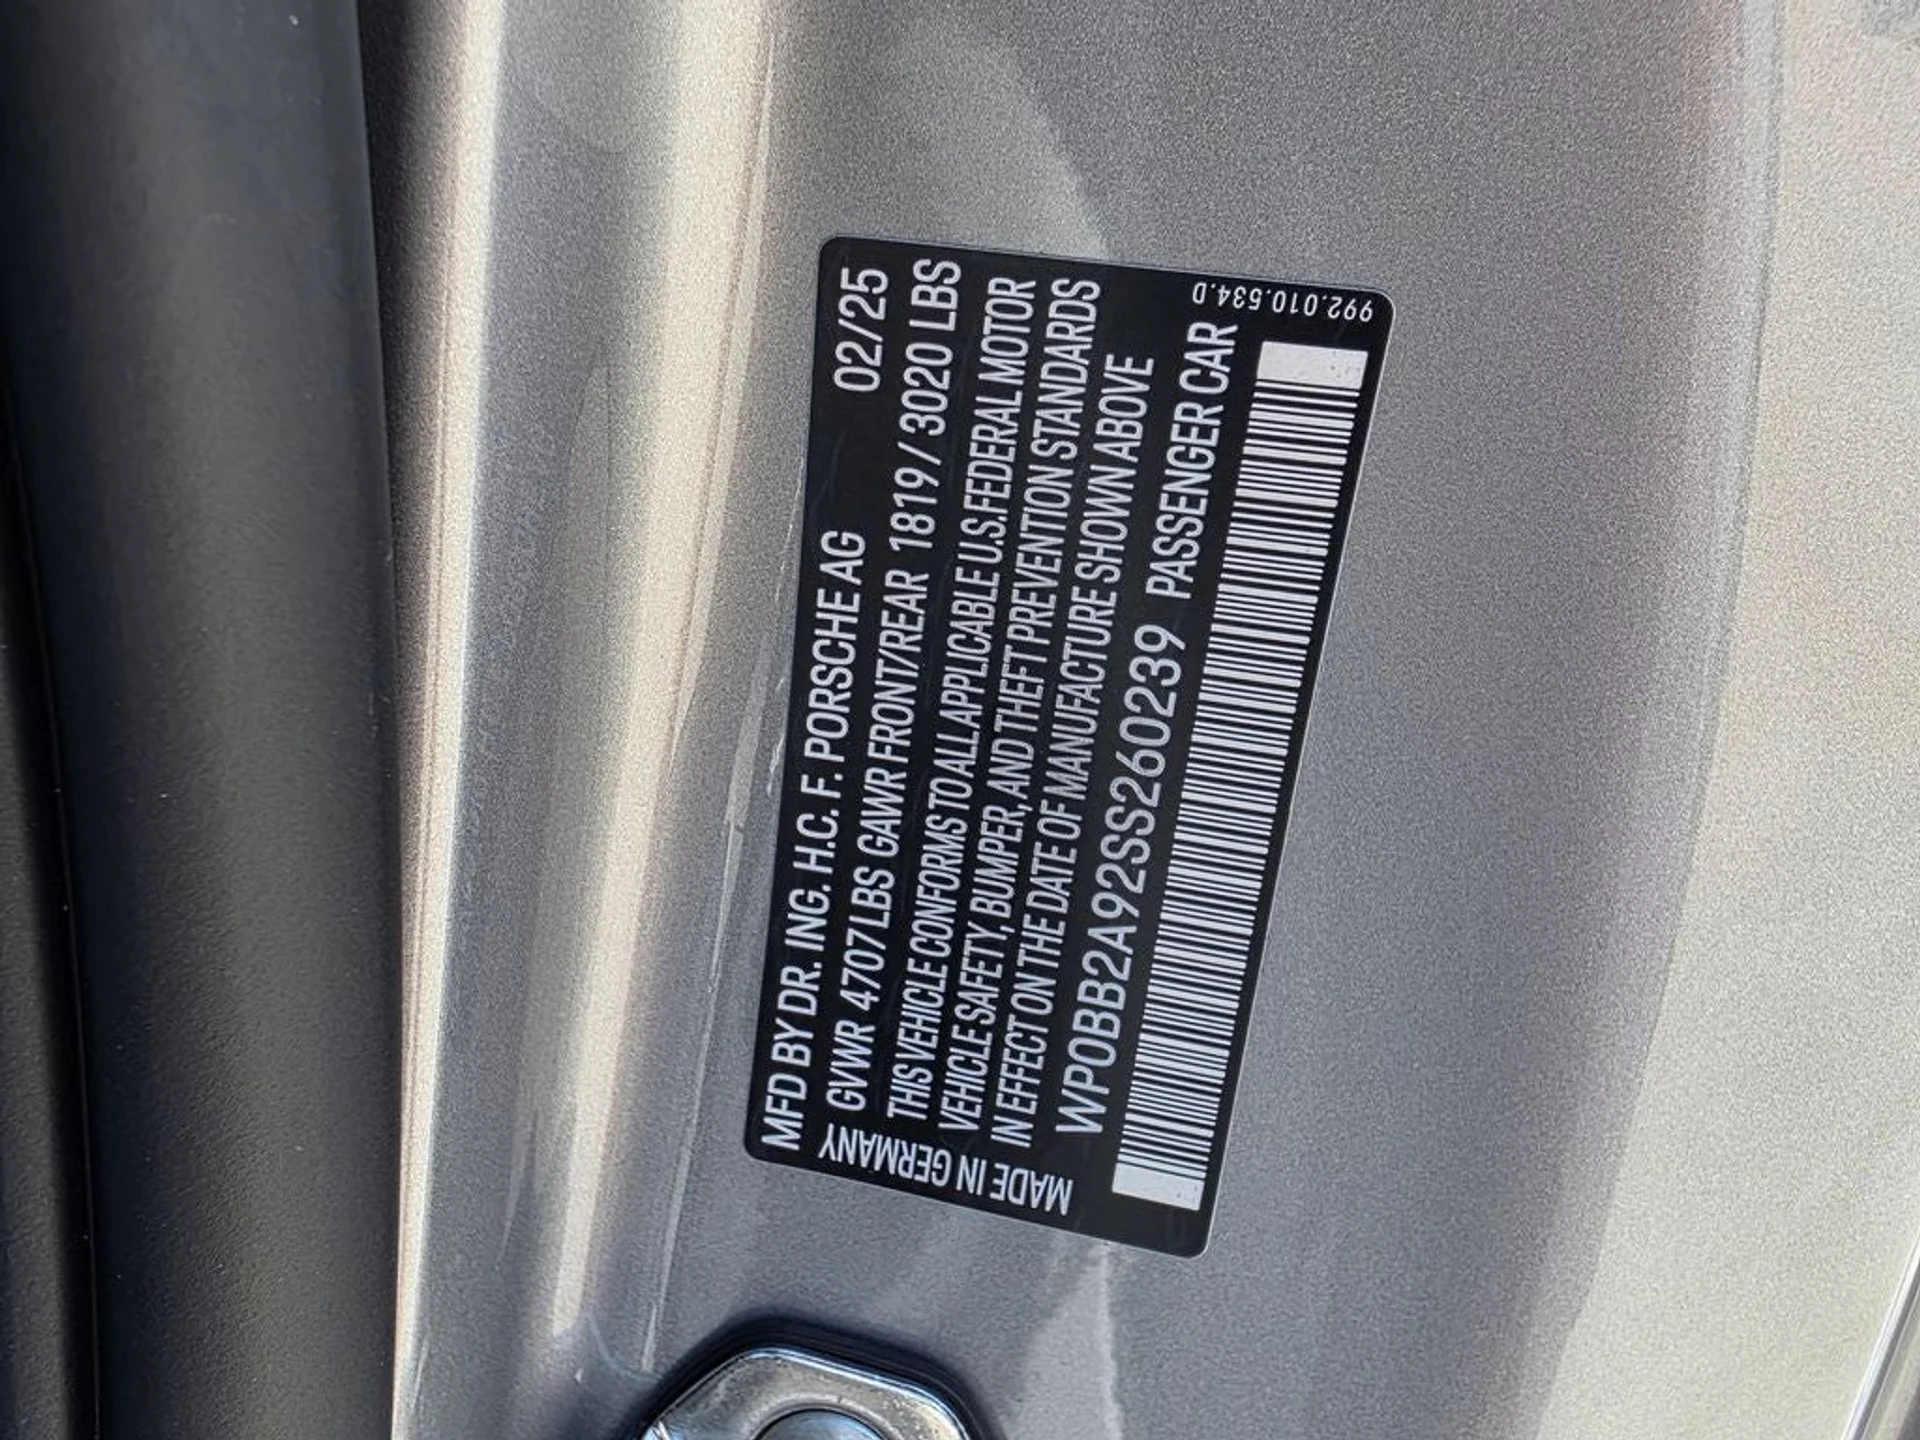 MFD BY DR. ING. H.C. F. PORSCHE AG 02/25
GVWR 4707LBS GAWR FRONT/REAR 1819/3020 LBS
THIS VEHICLE CONFORMS TO ALL APPLICABLE U.S. FEDERAL MOTOR
VEHICLE SAFETY, BUMPER, AND THEFT PREVENTION STANDARDS
IN EFFECT ON THE DATE OF MANUFACTURE SHOWN ABOVE
WP0BB2A92SS260239 PASSENGER CAR
MADE IN GERMANY
992.010.534.D